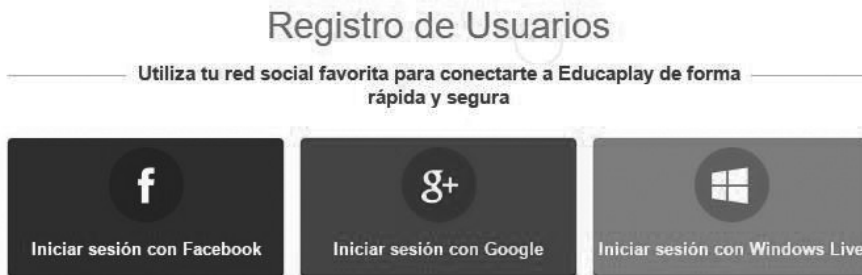 Registro de Usuarios
Utiliza tu red social favorita para conectarte a Educaplay de forma
rápida y segura
f
g+
Iniciar sesión con Facebook
Iniciar sesión con Google
Iniciar sesión con Windows Live